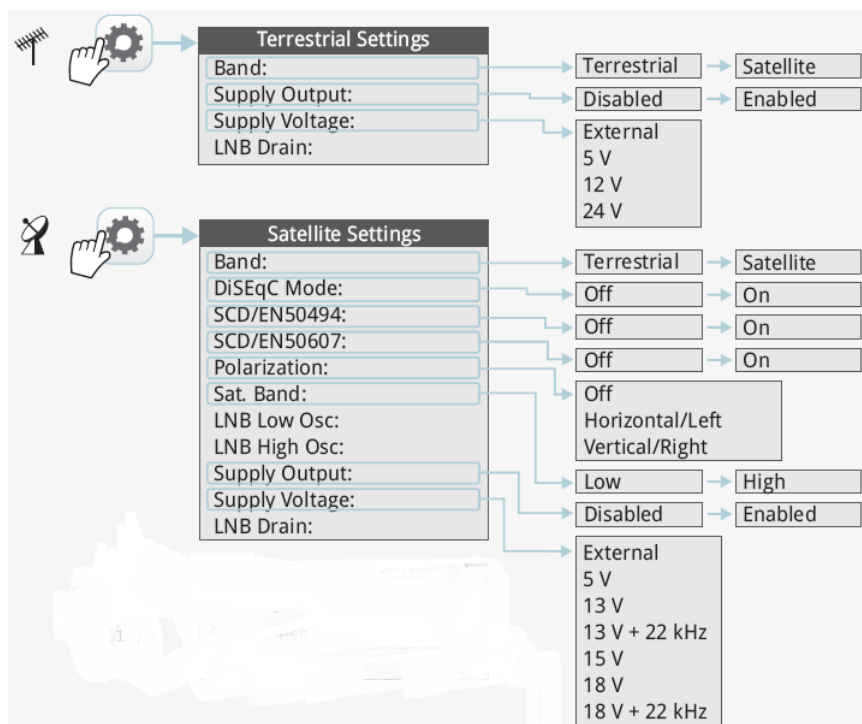 Terrestrial Settings
Band:
Supply Output:
Supply Voltage:
LNB Drain:
Terrestrial
Satellite
Disabled
Enabled
External
5 V
12 V
24 V
Satellite Settings
Band:
DiSEqC Mode:
SCD/EN50494:
SCD/EN50607:
Polarization:
Sat. Band:
LNB Low Osc:
LNB High Osc:
Supply Output:
Supply Voltage:
LNB Drain:
Terrestrial
Satellite
Off
On
Off
On
Off
On
Off
Horizontal/Left
Vertical/Right
Low
High
Disabled
Enabled
External
5 V
13 V
13 V + 22 kHz
15 V
18 V
18 V + 22 kHz